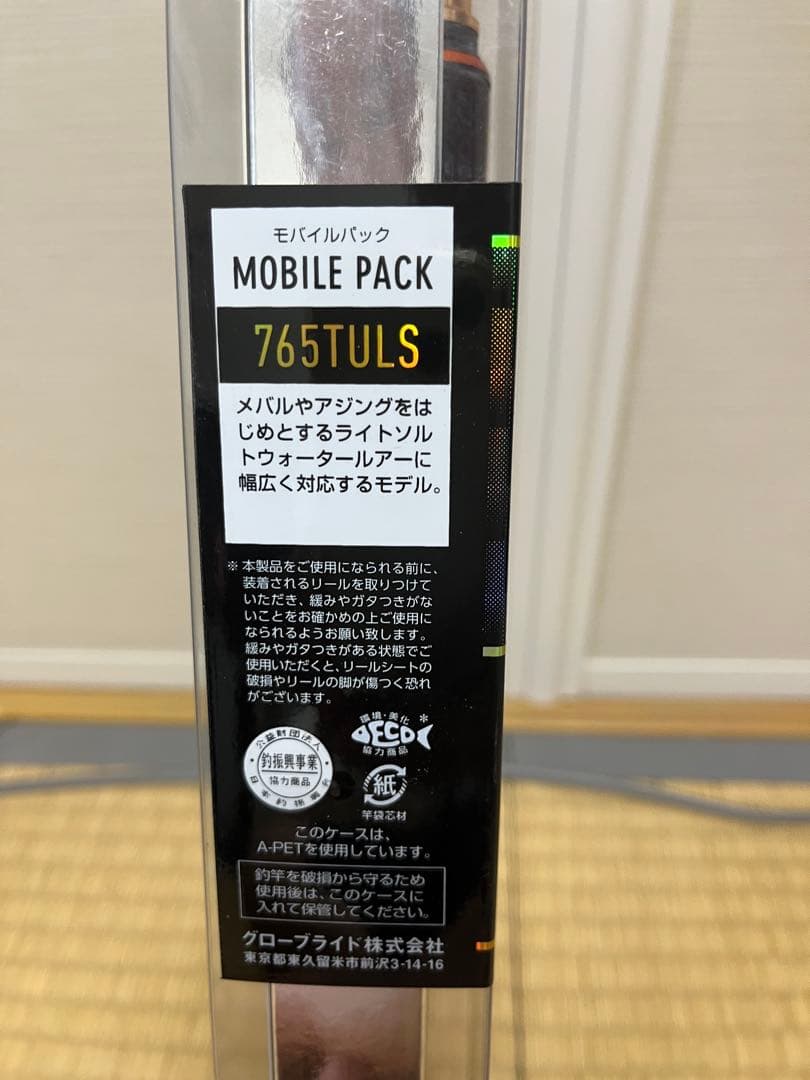 モバイルパック
MOBILE PACK
765TULS
メバルやアジングをは
じめとするライトソル
トウォータールアーに
幅広く対応するモデル。
※本製品をご使用になられる前に、
装着されるリールを取りつけて
いただき、緩みやガタつきがな
いことをお確かめの上ご使用に
なられるようお願い致します。
緩みやガタつきがある状態でご
使用いただくと、リールシートの
破損やリールの脚が傷つく恐れ
がございます。
公益財団法人
釣振興事業
協力商品
日本釣振興会
環境・美化
*
ECO
協力商品
紙
竿袋芯材
このケースは、
A-PETを使用しています。
釣竿を破損から守るため
使用後は、このケースに
入れて保管してください。
グローブライド株式会社
東京都東久留米市前沢3-14-16